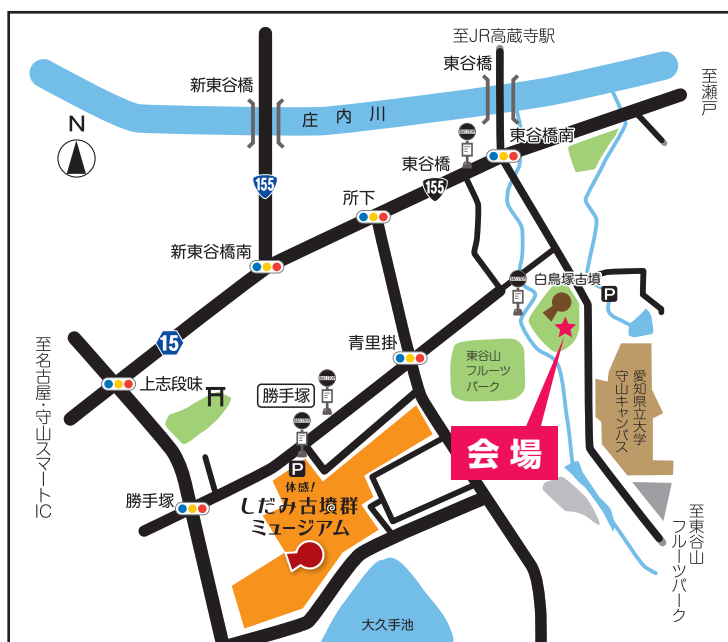 至JR高蔵寺駅
東谷橋
至瀬戸
新東谷橋
庄内川
N
東谷橋南
BUS STOP
東谷橋
155
155
所下
新東谷橋南
白鳥塚古墳
P
15
青里掛
至名古屋・守山スマートIC
上志段味
勝手塚
東谷山
フルーツ
パーク
愛知県立大学
守山キャンパス
会場
P
体感!
しだみ古墳群
ミュージアム
勝手塚
至東谷山
フルーツパーク
大久手池